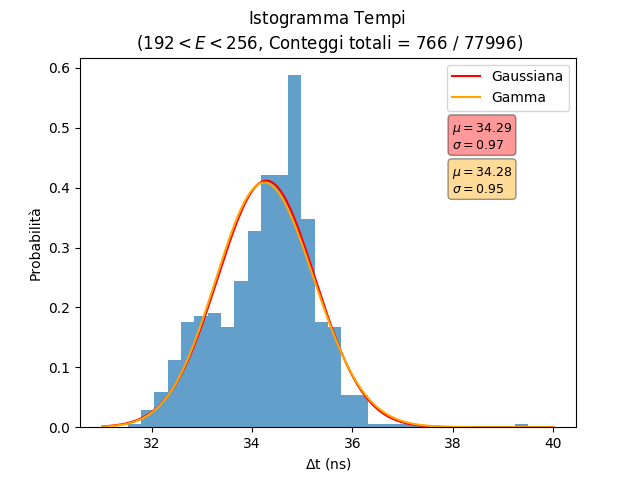 Istogramma Tempi
(192 < E < 256, Conteggi totali = 766 / 77996)
Gaussiana
Gamma
μ = 34.29
σ = 0.97
μ = 34.28
σ = 0.95
Probabilità
0.6
0.5
0.4
0.3
0.2
0.1
0.0
32 34 36 38 40
Δt (ns)